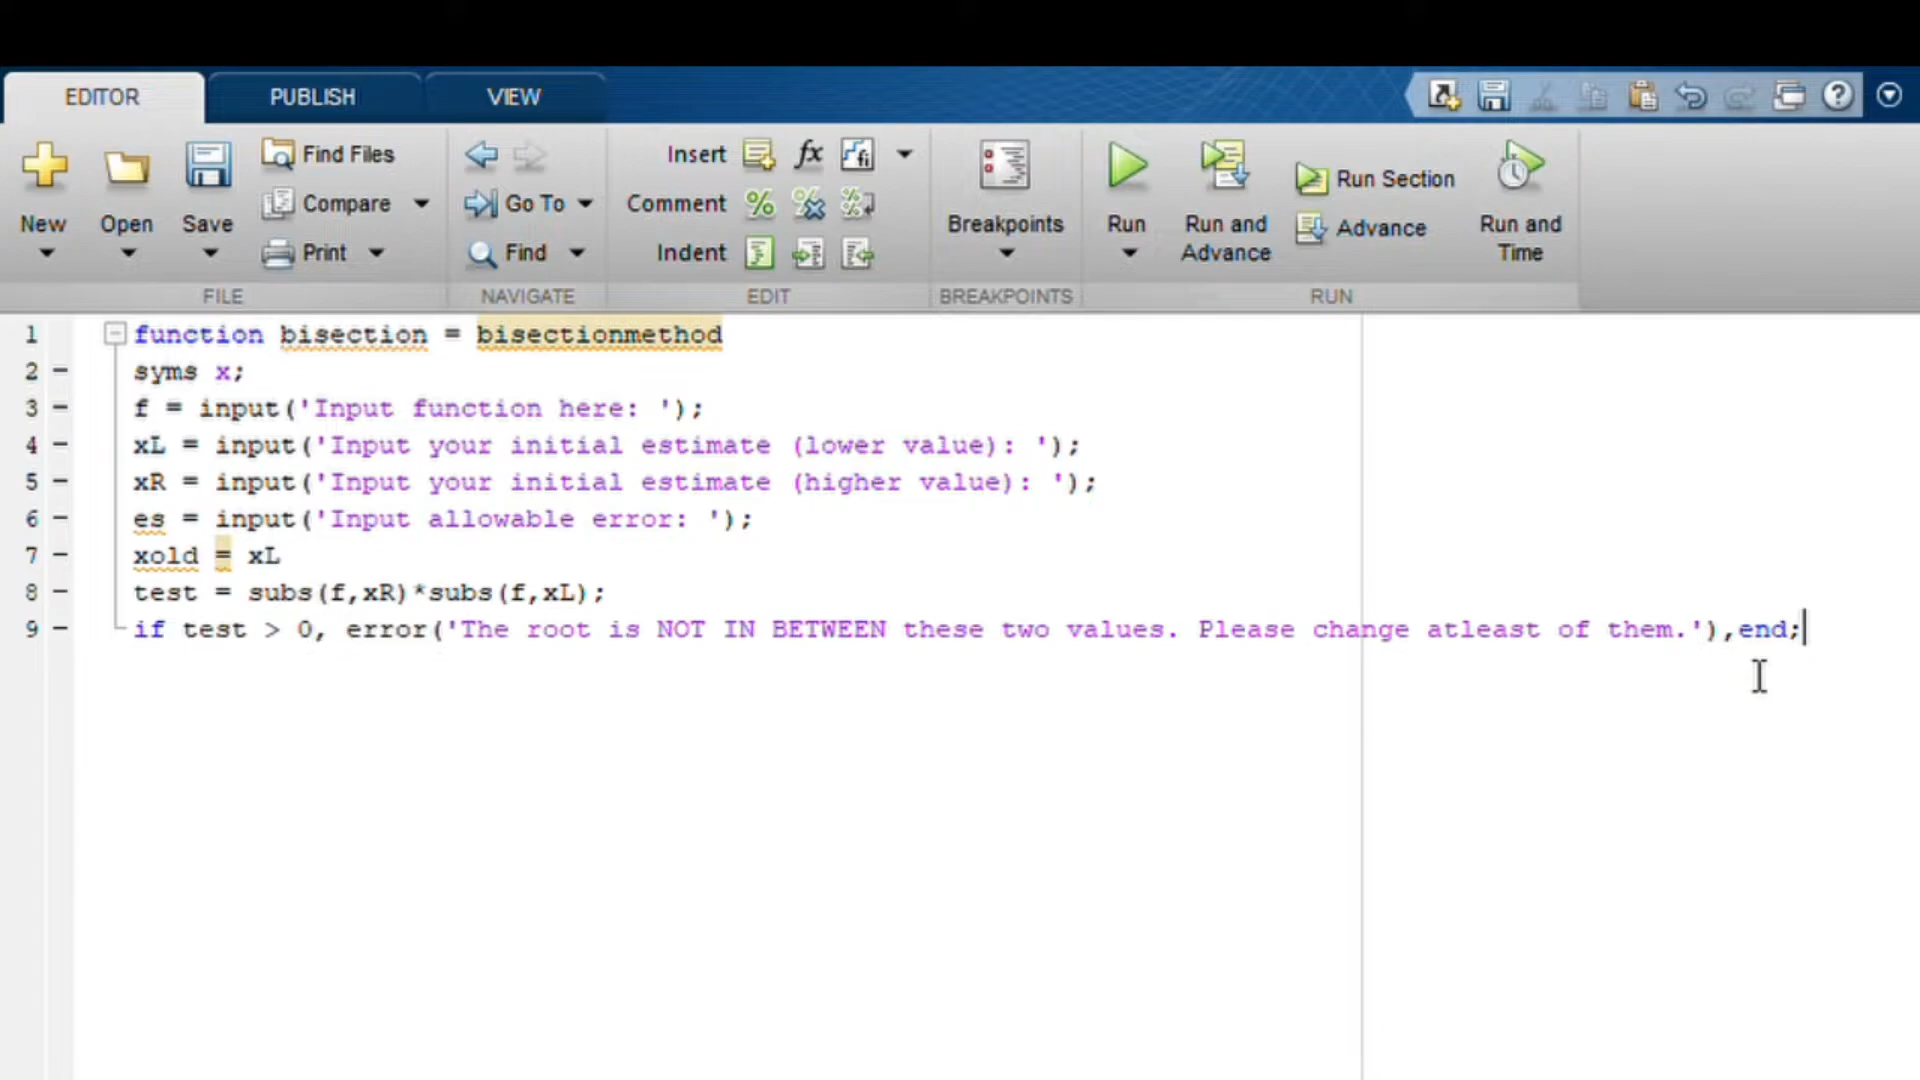 EDITOR PUBLISH VIEW
New Open Save Find Files Compare Print
Go To Find
Insert fx fi
Comment
Indent
Breakpoints
Run Run and Advance Run Section Advance Run and Time
FILE NAVIGATE EDIT BREAKPOINTS RUN
1 function bisection = bisectionmethod
2 syms x;
3 f = input('Input function here: ');
4 xL = input('Input your initial estimate (lower value): ');
5 xR = input('Input your initial estimate (higher value): ');
6 es = input('Input allowable error: ');
7 xold = xL
8 test = subs(f,xR)*subs(f,xL);
9 if test > 0, error('The root is NOT IN BETWEEN these two values. Please change atleast of them.'),end;